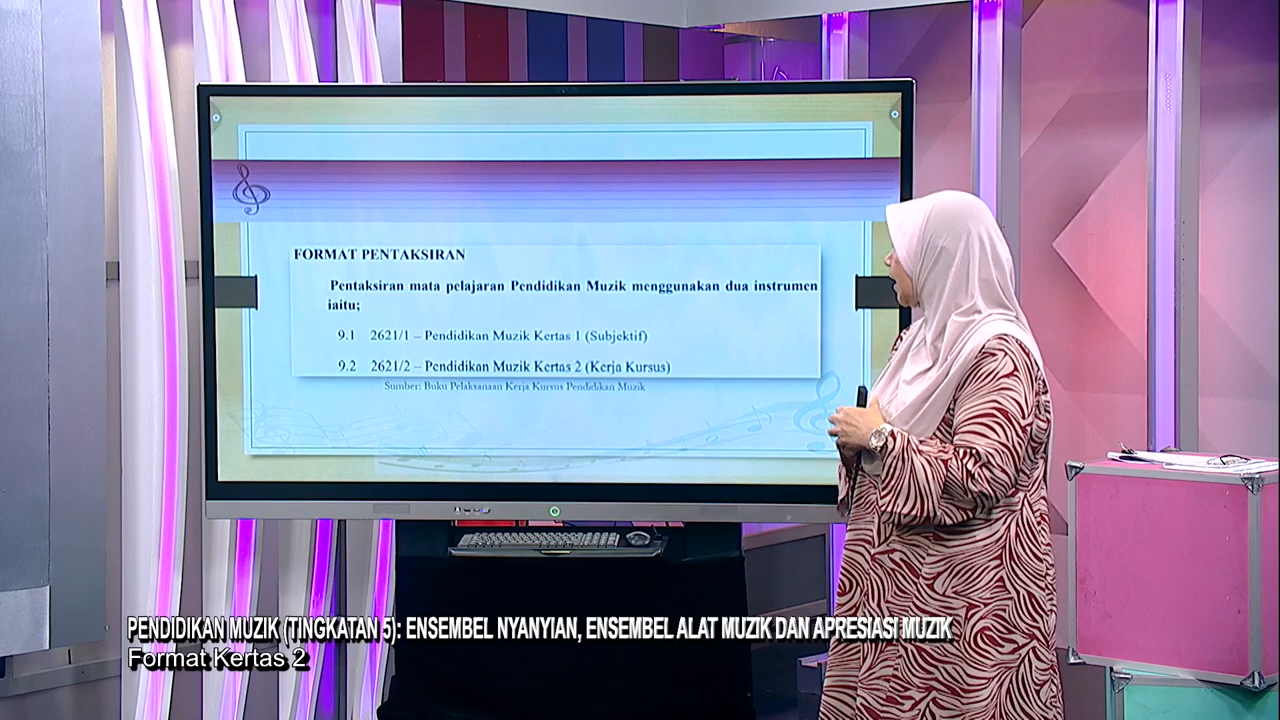 FORMAT PENTAKSIRAN
Pentaksiran mata pelajaran Pendidikan Muzik menggunakan dua instrumen
iaitu;
9.1 2621/1 – Pendidikan Muzik Kertas 1 (Subjektif)
9.2 2621/2 – Pendidikan Muzik Kertas 2 (Kerja Kursus)
Sumber: Buku Pelaksanaan Kerja Kursus Pendidikan Muzik
PENDIDIKAN MUZIK (TINGKATAN 5): ENSEMBEL NYANYIAN, ENSEMBEL ALAT MUZIK DAN APRESIASI MUZIK
Format Kertas 2